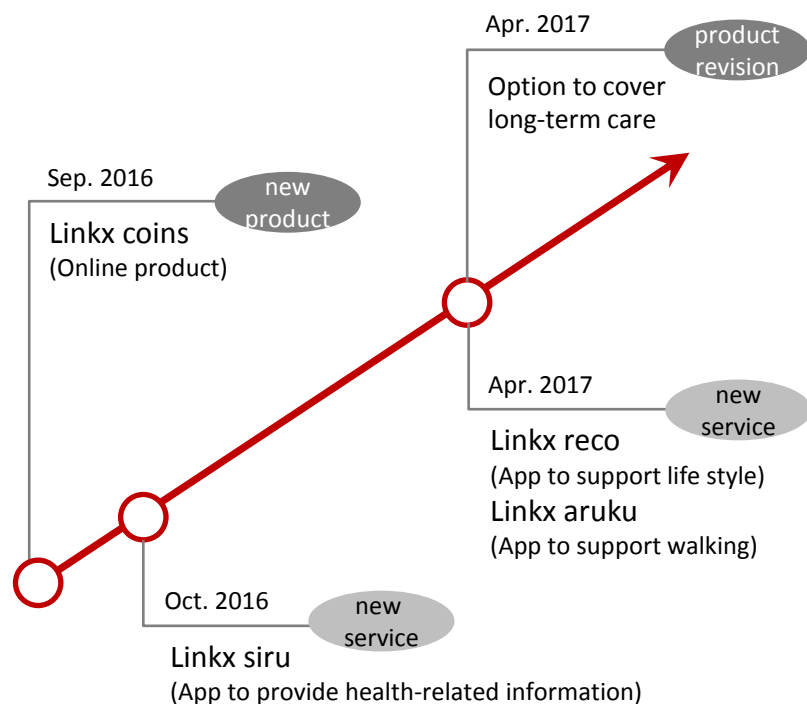 Apr. 2017
product
revision
Option to cover
long-term care
Sep. 2016
new
product
Linkx coins
(Online product)
Apr. 2017
new
service
Linkx reco
(App to support life style)
Linkx aruku
(App to support walking)
Oct. 2016
new
service
Linkx siru
(App to provide health-related information)